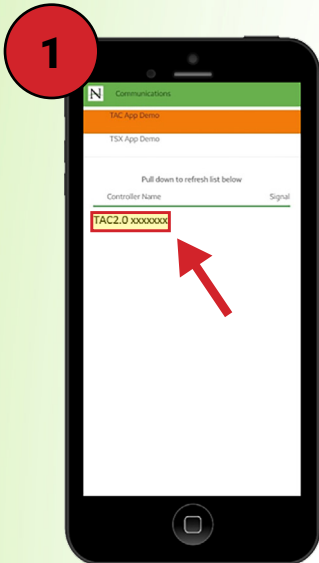 1
N Communications
TAC App Demo
TSX App Demo
Pull down to refresh list below
Controller Name Signal
TAC2.0 xxxxxxx